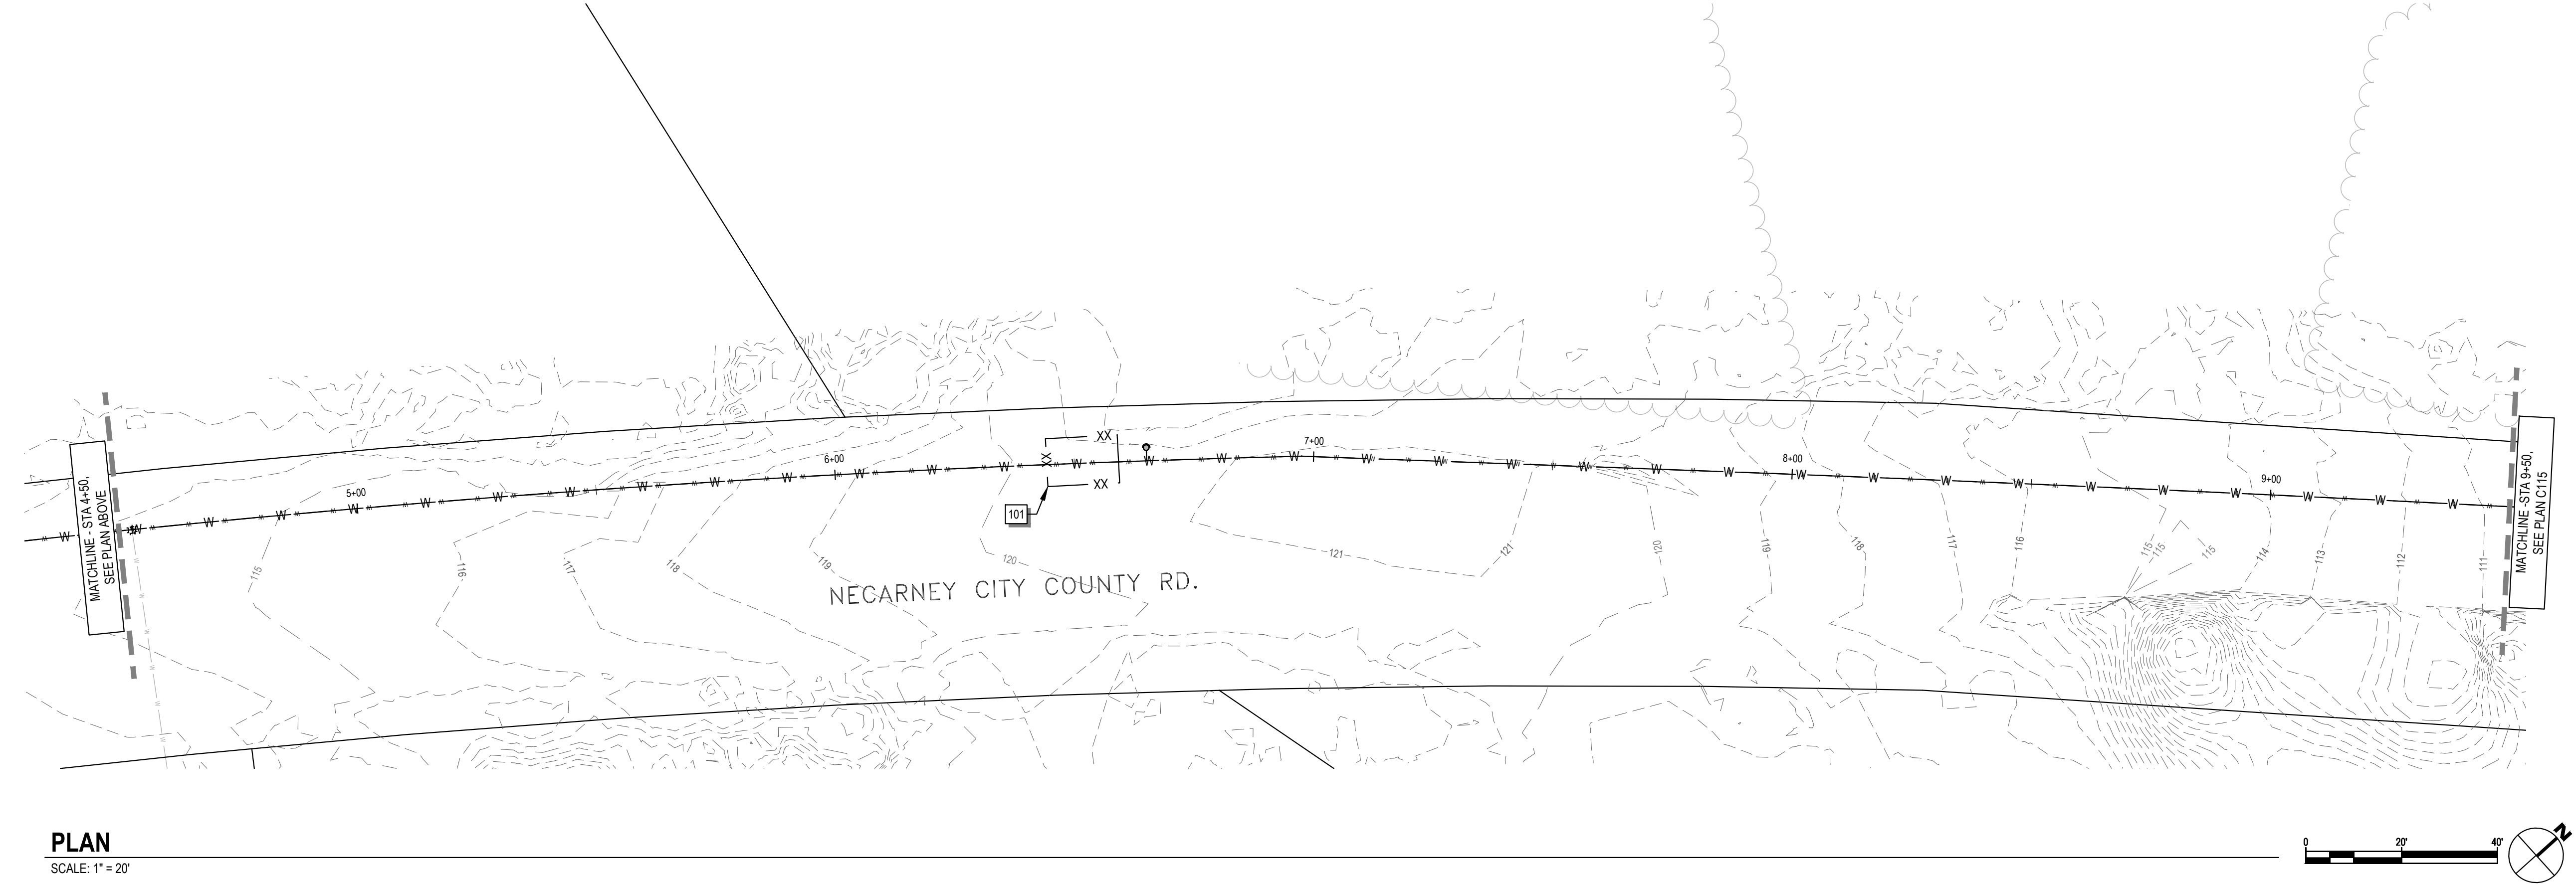 7+00
XX
6+00
8+00
XX
9+00
5+00
XX
MATCHLINE - STA 4+50,
SEE PLAN ABOVE
MATCHLINE -STA 9+50,
SEE PLAN C115
W W W W W W W W W W W W W W W W W W W W W W W W W W W W W W W W W W W W
101
115
116
117
118
119
120
121
121
120
119
118
117
116
115
115
115
114
113
112
111
NECARNEY CITY COUNTY RD.
W
W
W
W
W
PLAN
SCALE: 1" = 20'
0 20' 40'
N